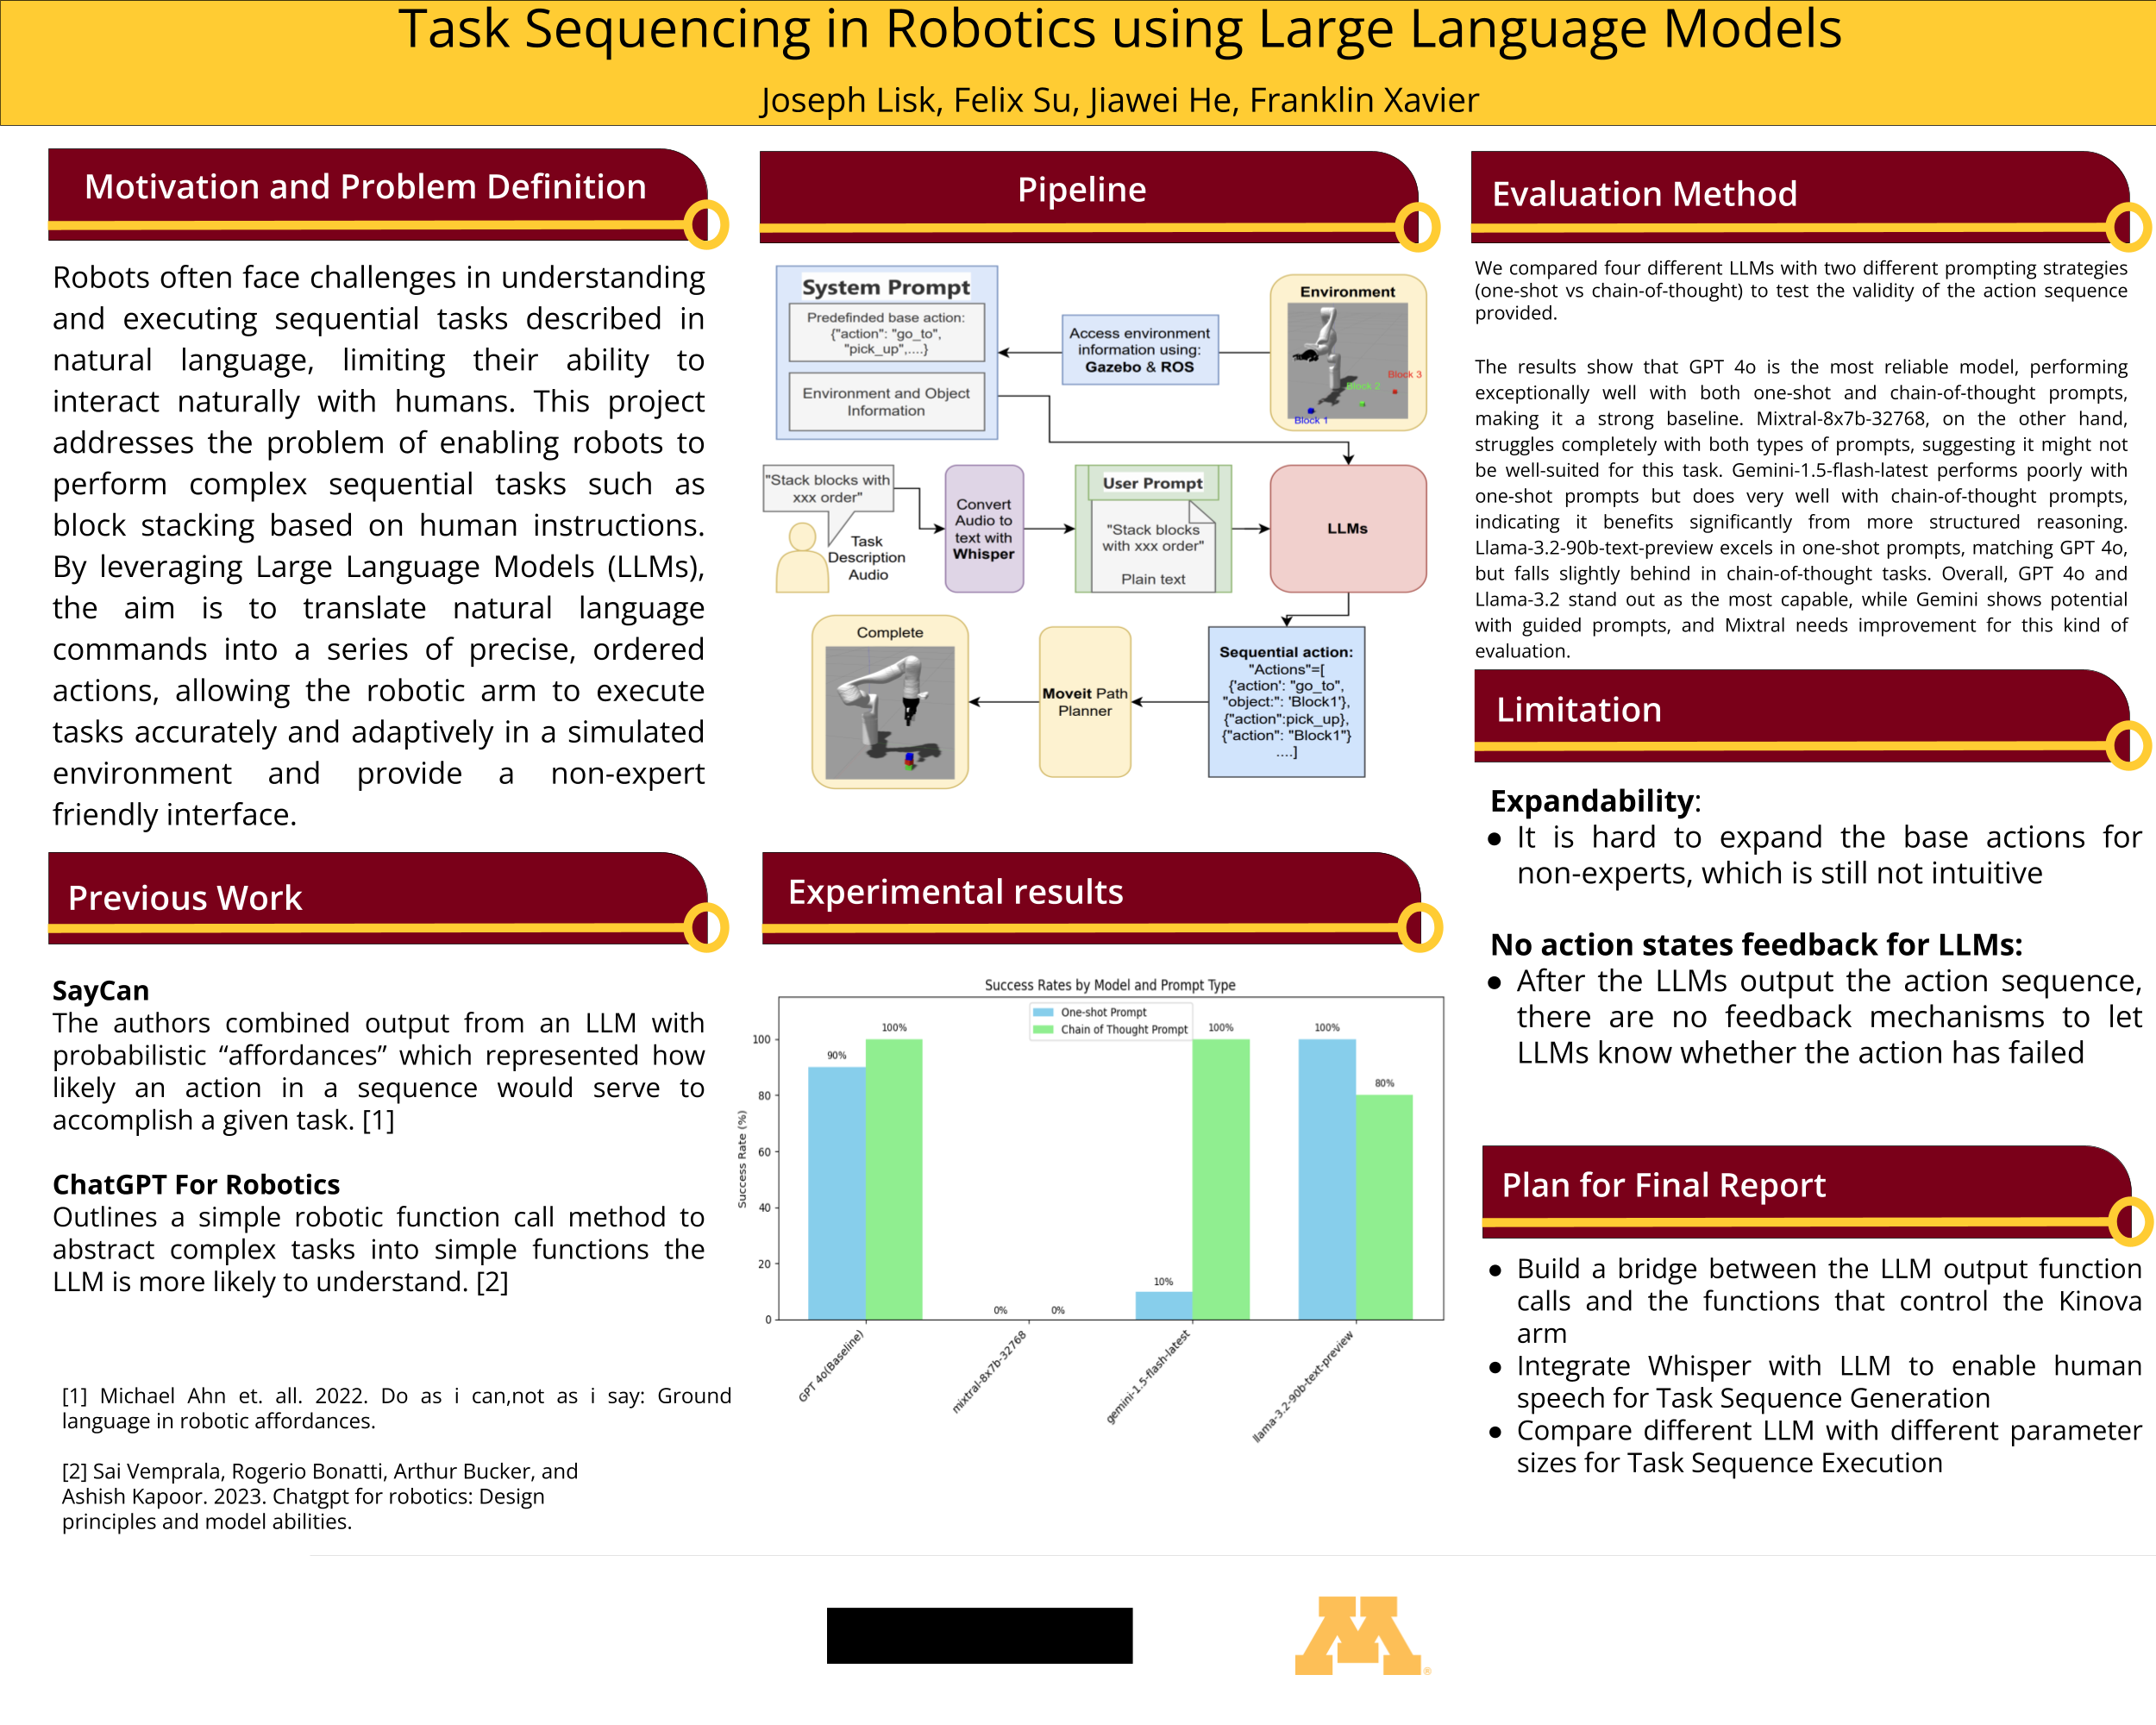 Task Sequencing in Robotics using Large Language Models
Joseph Lisk, Felix Su, Jiawei He, Franklin Xavier
Motivation and Problem Definition
Robots often face challenges in understanding
and executing sequential tasks described in
natural language, limiting their ability to
interact naturally with humans. This project
addresses the problem of enabling robots to
perform complex sequential tasks such as
block stacking based on human instructions.
By leveraging Large Language Models (LLMs),
the aim is to translate natural language
commands into a series of precise, ordered
actions, allowing the robotic arm to execute
tasks accurately and adaptively in a simulated
environment and provide a non-expert
friendly interface.
Previous Work
SayCan
The authors combined output from an LLM with
probabilistic “affordances” which represented how
likely an action in a sequence would serve to
accomplish a given task. [1]
ChatGPT For Robotics
Outlines a simple robotic function call method to
abstract complex tasks into simple functions the
LLM is more likely to understand. [2]
[1] Michael Ahn et. all. 2022. Do as i can,not as i say: Ground
language in robotic affordances.
[2] Sai Vemprala, Rogerio Bonatti, Arthur Bucker, and
Ashish Kapoor. 2023. Chatgpt for robotics: Design
principles and model abilities.
Pipeline
System Prompt
Predefinded base action:
{"action": "go_to",
"pick_up",....}
Environment and Object
Information
Access environment
information using:
Gazebo & ROS
Environment
Block 3
Block 2
Block 1
"Stack blocks with
xxx order"
Task
Description
Audio
Convert
Audio to
text with
Whisper
User Prompt
"Stack blocks
with xxx order"
Plain text
LLMs
Complete
Moveit Path
Planner
Sequential action:
"Actions"=[
{'action': "go_to",
"object:": 'Block1'},
{"action":pick_up},
{"action": "Block1"}
....]
Experimental results
Success Rates by Model and Prompt Type
One-shot Prompt
Chain of Thought Prompt
Success Rate (%)
100
80
60
40
20
0
90%
100%
0%
0%
10%
100%
100%
80%
GPT 4o(Baseline)
mixtral-8x7b-32768
gemini-1.5-flash-latest
llama-3.2-90b-text-preview
Evaluation Method
We compared four different LLMs with two different prompting strategies
(one-shot vs chain-of-thought) to test the validity of the action sequence
provided.
The results show that GPT 4o is the most reliable model, performing
exceptionally well with both one-shot and chain-of-thought prompts,
making it a strong baseline. Mixtral-8x7b-32768, on the other hand,
struggles completely with both types of prompts, suggesting it might not
be well-suited for this task. Gemini-1.5-flash-latest performs poorly with
one-shot prompts but does very well with chain-of-thought prompts,
indicating it benefits significantly from more structured reasoning.
Llama-3.2-90b-text-preview excels in one-shot prompts, matching GPT 4o,
but falls slightly behind in chain-of-thought tasks. Overall, GPT 4o and
Llama-3.2 stand out as the most capable, while Gemini shows potential
with guided prompts, and Mixtral needs improvement for this kind of
evaluation.
Limitation
Expandability:
● It is hard to expand the base actions for
non-experts, which is still not intuitive
No action states feedback for LLMs:
● After the LLMs output the action sequence,
there are no feedback mechanisms to let
LLMs know whether the action has failed
Plan for Final Report
● Build a bridge between the LLM output function
calls and the functions that control the Kinova
arm
● Integrate Whisper with LLM to enable human
speech for Task Sequence Generation
● Compare different LLM with different parameter
sizes for Task Sequence Execution
M®